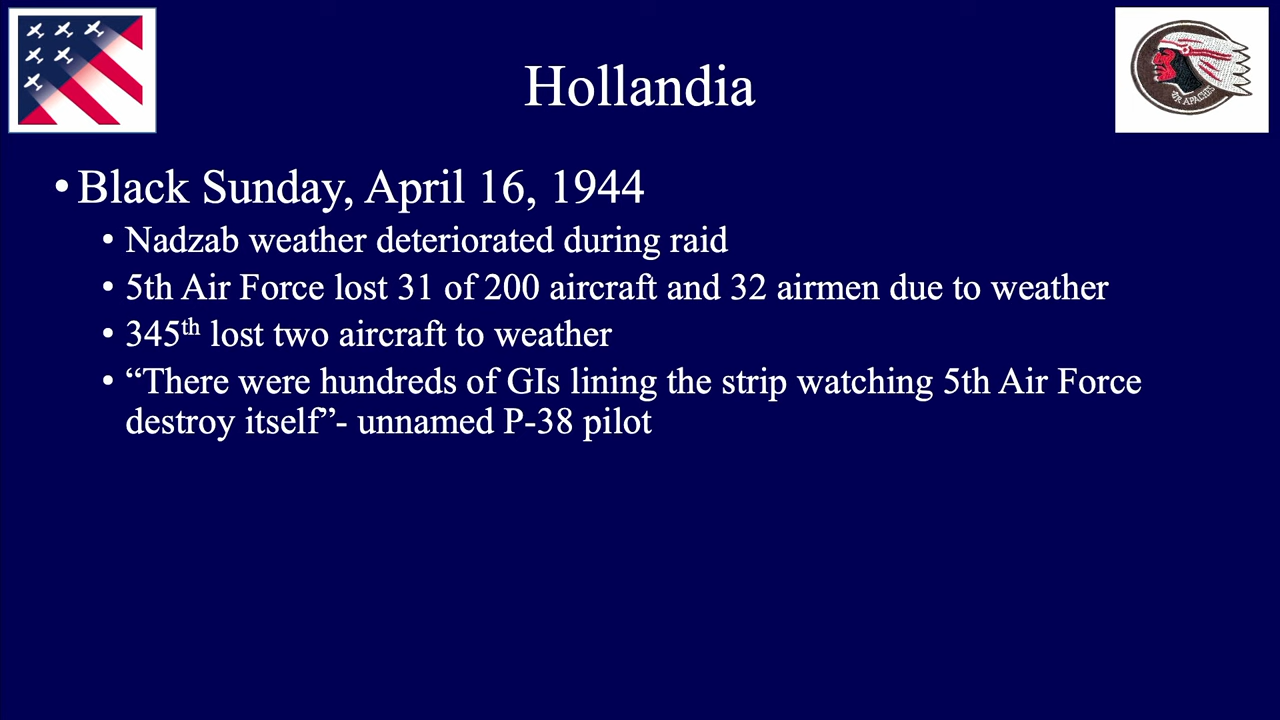 Hollandia
AIR APACHES
• Black Sunday, April 16, 1944
• Nadzab weather deteriorated during raid
• 5th Air Force lost 31 of 200 aircraft and 32 airmen due to weather
• 345th lost two aircraft to weather
• “There were hundreds of GIs lining the strip watching 5th Air Force
destroy itself”- unnamed P-38 pilot